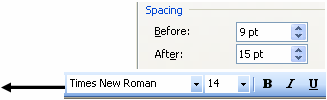 Spacing
Before: 9 pt
After: 15 pt
Times New Roman 14 B I U